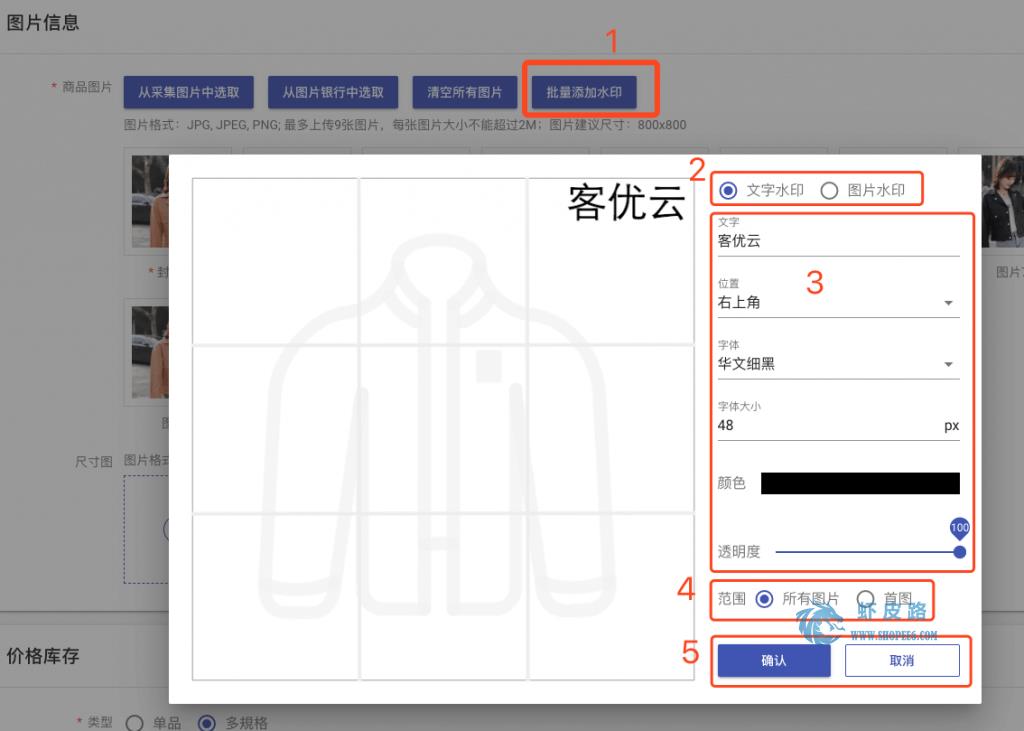 图片信息
1
* 商品图片
从采集图片中选取
从图片银行中选取
清空所有图片
批量添加水印
图片格式：JPG, JPEG, PNG; 最多上传9张图片，每张图片大小不能超过2M；图片建议尺寸：800x800
客优云
2
文字水印
图片水印
文字
客优云
3
位置
右上角
字体
华文细黑
字体大小
48
px
颜色
100
透明度
* 封
图片
图
尺寸图
图片格式
4
范围
所有图片
首图
虾皮路
WWW.SHOPEE6.COM
5
确认
取消
价格库存
* 类型
单品
多规格